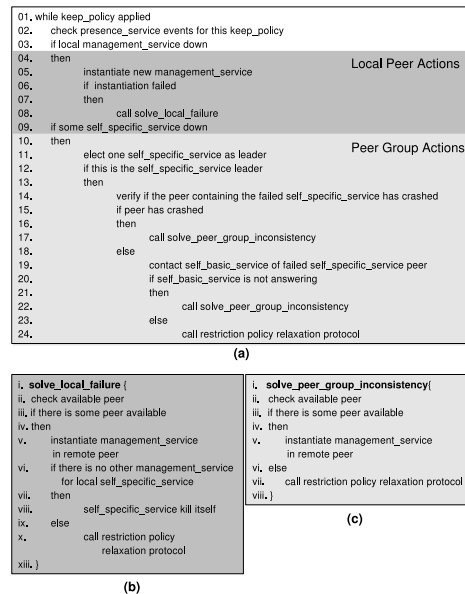 01. while keep_policy applied
02. check presence_service events for this keep_policy
03. if local management_service down
04. then
Local Peer Actions
05. instantiate new management_service
06. if instantiation failed
07. then
08. call solve_local_failure
09. if some self_specific_service down
10. then
Peer Group Actions
11. elect one self_specific_service as leader
12. if this is the self_specific_service leader
13. then
14. verify if the peer containing the failed self_specific_service has crashed
15. if peer has crashed
16. then
17. call solve_peer_group_inconsistency
18. else
19. contact self_basic_service of failed self_specific_service peer
20. if self_basic_service is not answering
21. then
22. call solve_peer_group_inconsistency
23. else
24. call restriction policy relaxation protocol
(a)
i. solve_local_failure {
ii. check available peer
iii. if there is some peer available
iv. then
v. instantiate management_service
in remote peer
vi. if there is no other management_service
for local self_specific_service
vii. then
viii. self_specific_service kill itself
ix. else
x. call restriction policy
relaxation protocol
xiii. }
(b)
i. solve_peer_group_inconsistency{
ii. check available peer
iii. if there is some peer available
iv. then
v. instantiate management_service
in remote peer
vi. else
vii. call restriction policy relaxation protocol
viii. }
(c)